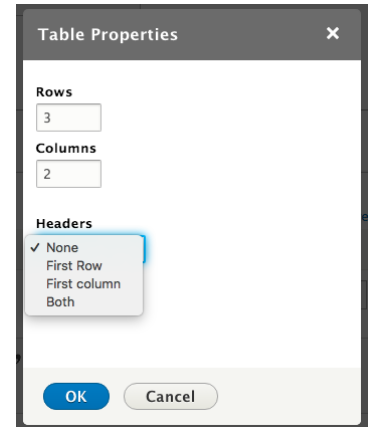 Table Properties ×
Rows
3
Columns
2
Headers
✓ None
First Row
First column
Both
OK Cancel